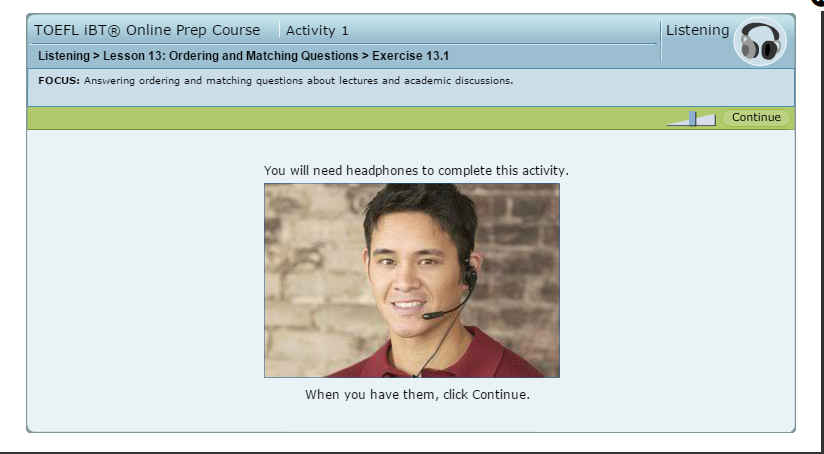 TOEFL iBT® Online Prep Course Activity 1 Listening
Listening > Lesson 13: Ordering and Matching Questions > Exercise 13.1
FOCUS: Answering ordering and matching questions about lectures and academic discussions.
Continue
You will need headphones to complete this activity.
When you have them, click Continue.